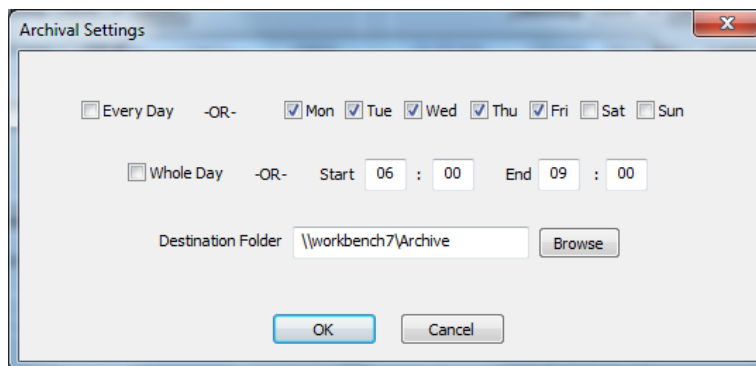 Archival Settings
Every Day -OR- Mon Tue Wed Thu Fri Sat Sun
Whole Day -OR- Start 06 : 00 End 09 : 00
Destination Folder \\workbench7\Archive Browse
OK Cancel